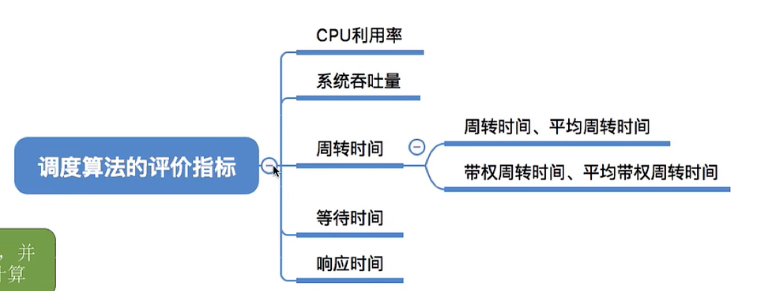 CPU利用率
系统吞吐量
调度算法的评价指标
周转时间
周转时间、平均周转时间
带权周转时间、平均带权周转时间
等待时间
响应时间
，并
算